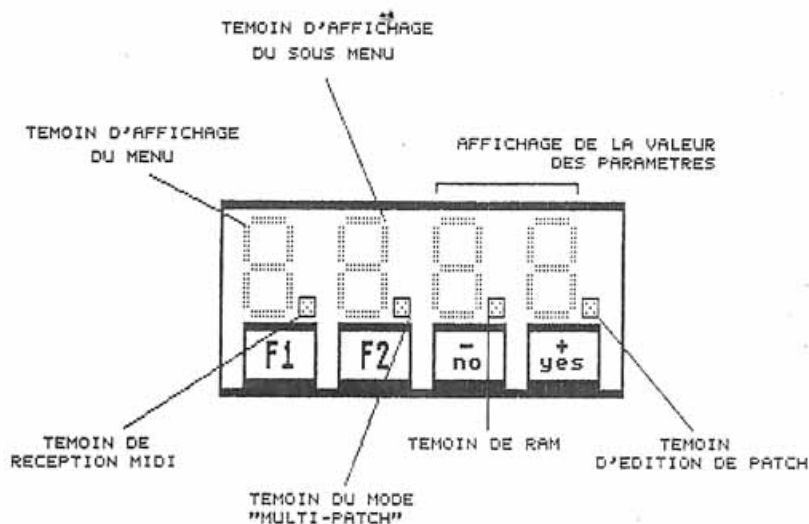 TEMOIN D'AFFICHAGE
DU SOUS MENU
TEMOIN D'AFFICHAGE
DU MENU
AFFICHAGE DE LA VALEUR
DES PARAMETRES
F1
F2
-
no
+
yes
TEMOIN DE
RECEPTION MIDI
TEMOIN DU MODE
"MULTI-PATCH"
TEMOIN DE RAM
TEMOIN
D'EDITION DE PATCH